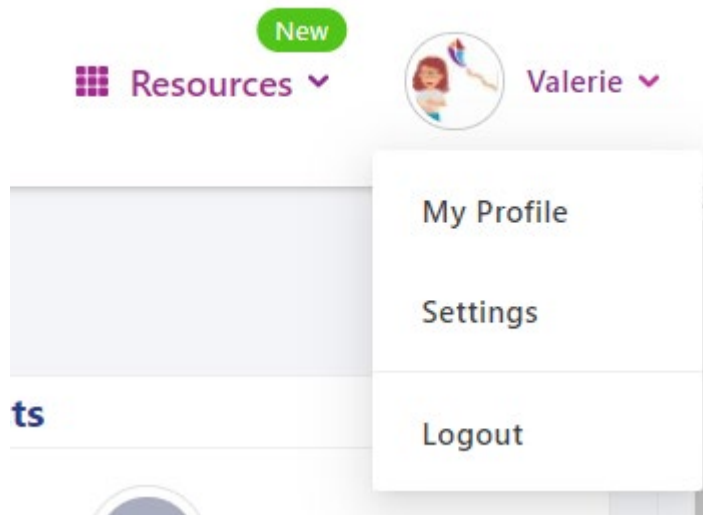 New
Resources
Valerie
My Profile
Settings
ts
Logout